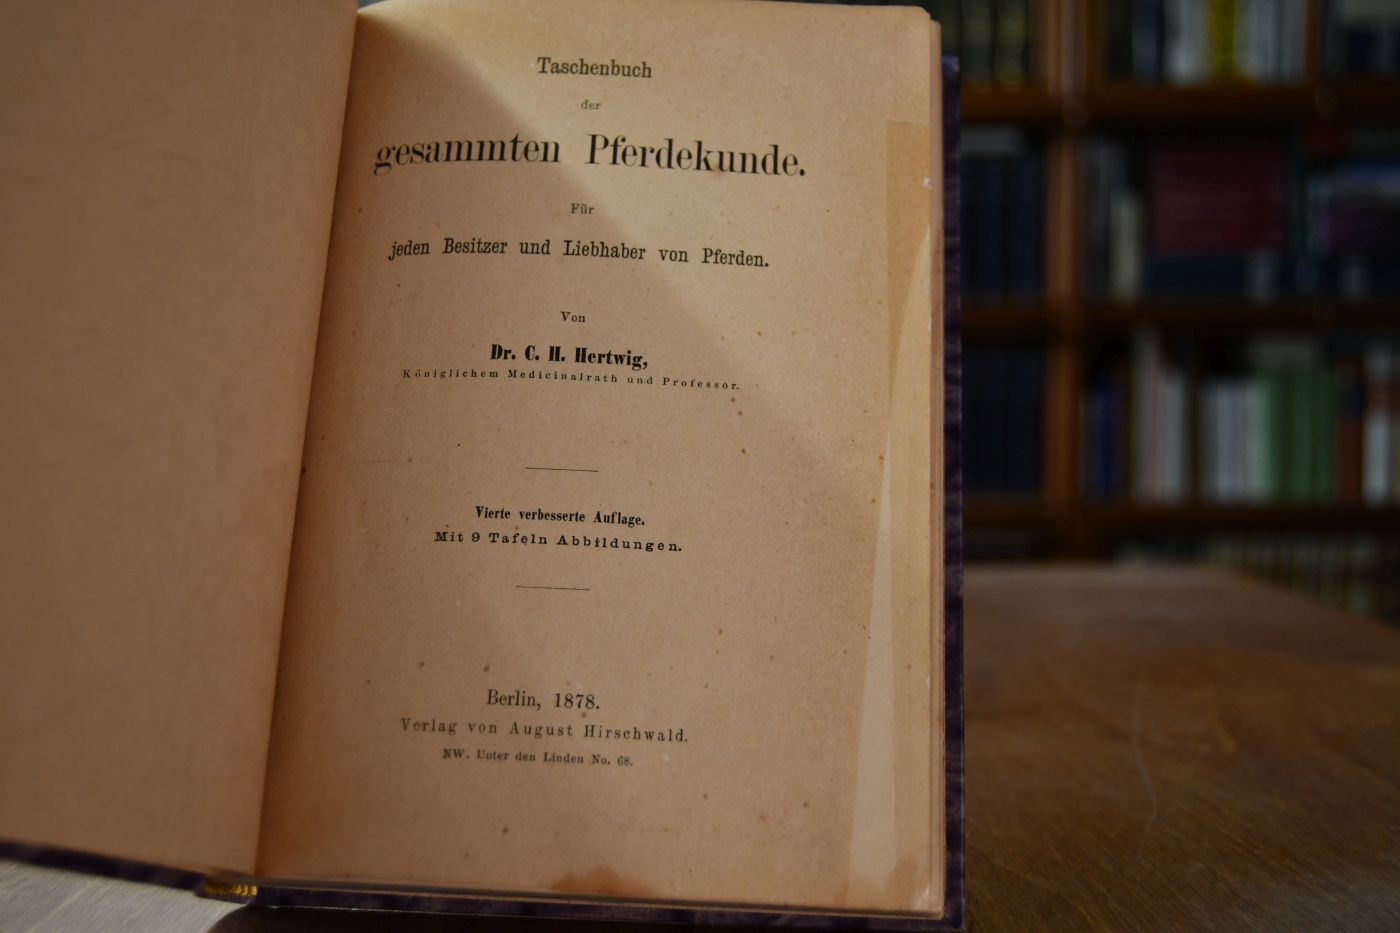 Taschenbuch
der
gesammten Pferdekunde.
Für
jeden Besitzer und Liebhaber von Pferden.
Von
Dr. C. H. Hertwig,
Königlichem Medicinalrath und Professor.
Vierte verbesserte Auflage.
Mit 9 Tafeln Abbildungen.
Berlin, 1878.
Verlag von August Hirschwald.
NW. Unter den Linden No. 68.